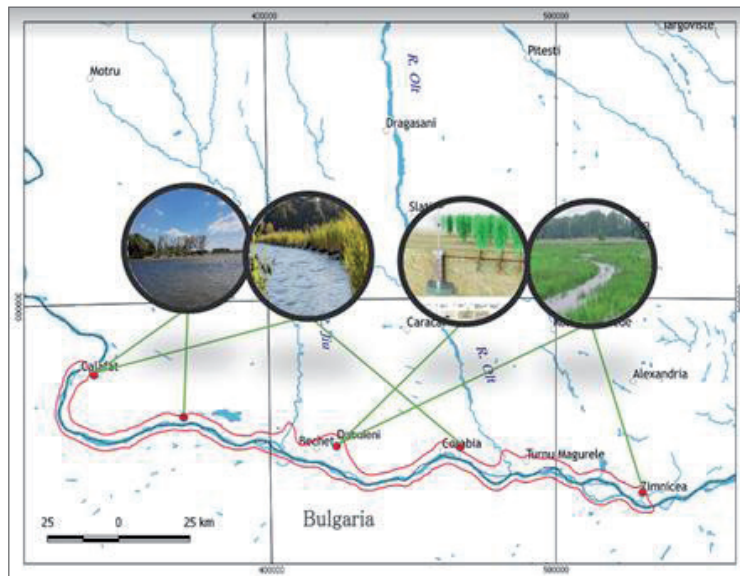 400000
500000
Targoviste
Motru
Pitesti
R. Olt
Dragasani
Calafat
Jiu
Caracal
R. Olt
Alexandria
Bechet
Dabuleni
Corabia
Turnu Magurele
Zimnicea
25 0 25 km
Bulgaria
400000
500000